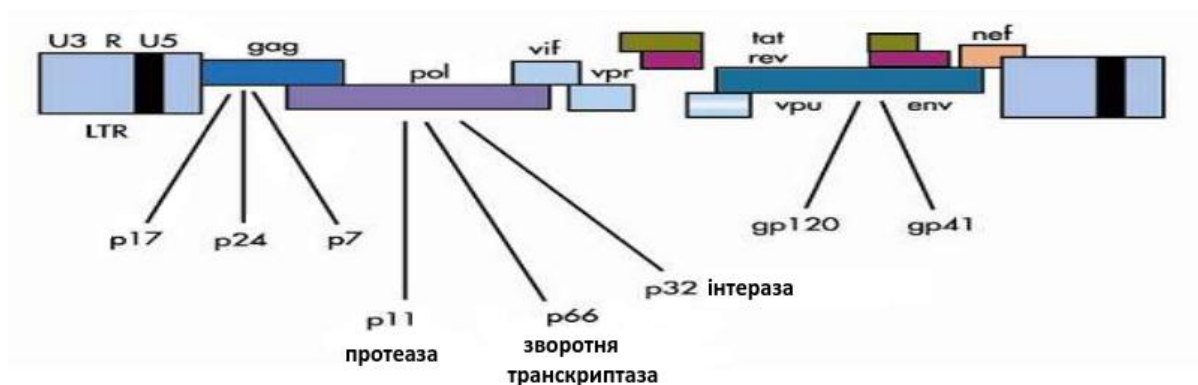 U3 R U5
gag
vif
tat
nef
pol
vpr
rev
vpu
env
LTR
p17
p24
p7
gp120
gp41
p32 інтераза
p11
протеаза
p66
зворотня
транскриптаза